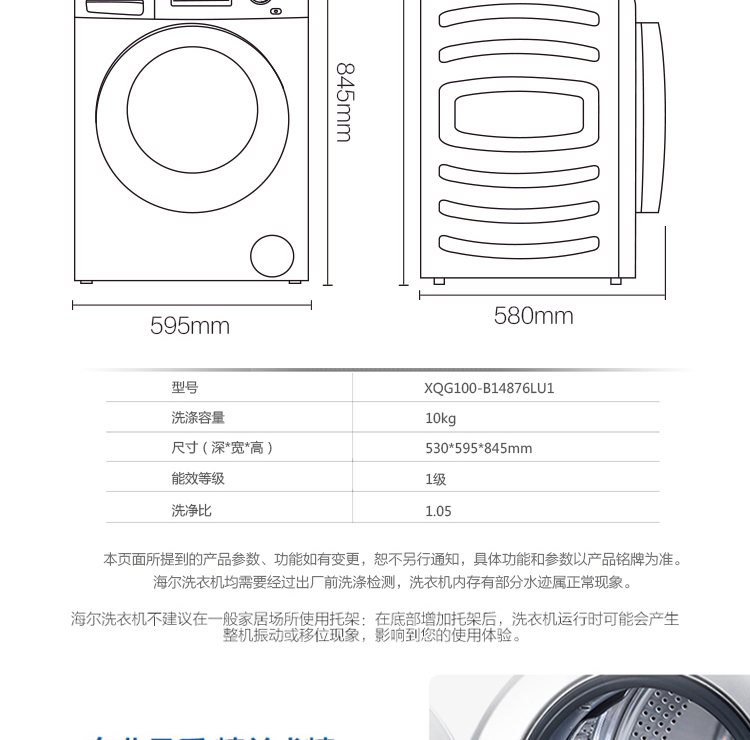 845mm
595mm
580mm
型号 XQG100-B14876LU1
洗涤容量 10kg
尺寸（深*宽*高） 530*595*845mm
能效等级 1级
洗净比 1.05
本页面所提到的产品参数、功能如有变更，恕不另行通知，具体功能和参数以产品铭牌为准。
海尔洗衣机均需要经过出厂前洗涤检测，洗衣机内存有部分水迹属正常现象。
海尔洗衣机不建议在一般家居场所使用托架；在底部增加托架后，洗衣机运行时可能会产生
整机振动或移位现象，影响到您的使用体验。